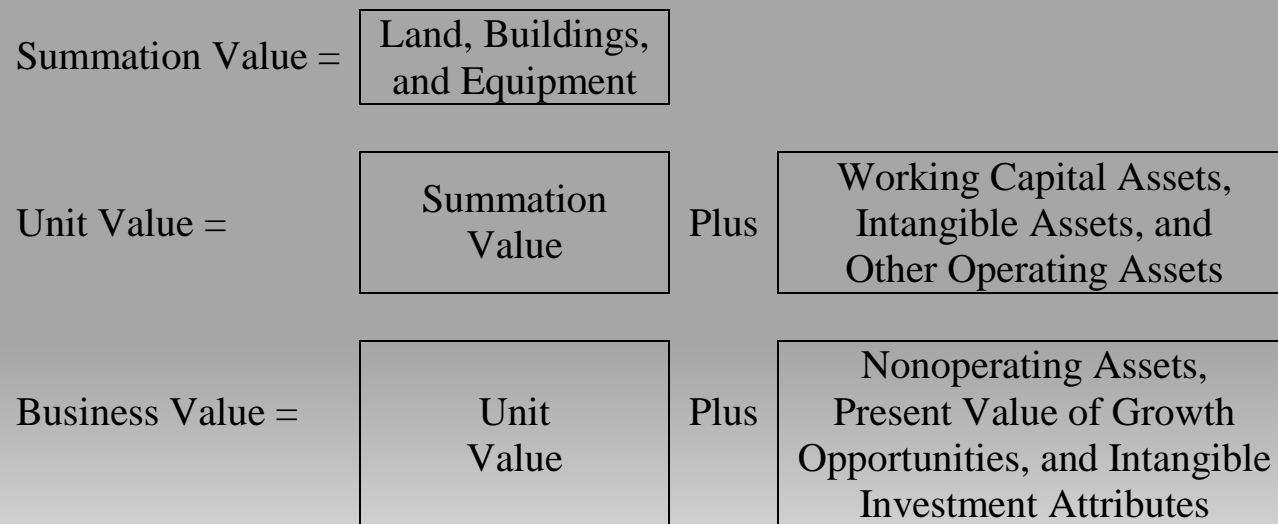 Summation Value =
Land, Buildings,
and Equipment
Unit Value =
Summation
Value
Plus
Working Capital Assets,
Intangible Assets, and
Other Operating Assets
Business Value =
Unit
Value
Plus
Nonoperating Assets,
Present Value of Growth
Opportunities, and Intangible
Investment Attributes